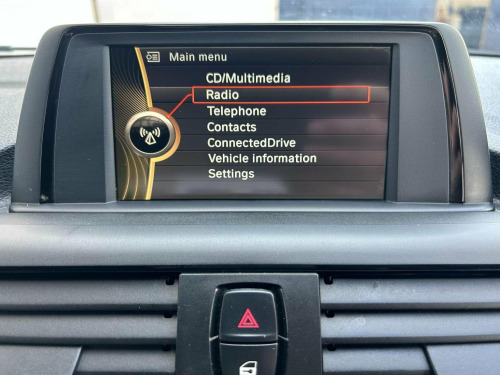 Main menu
CD/Multimedia
Radio
Telephone
Contacts
ConnectedDrive
Vehicle information
Settings